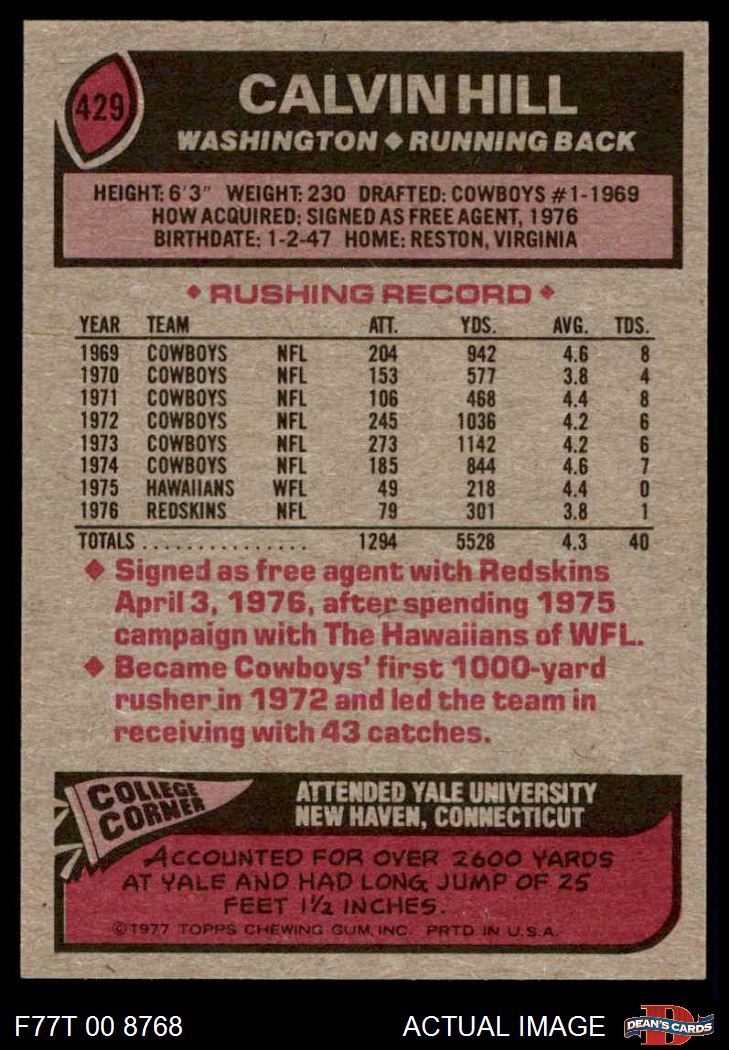 429
CALVIN HILL
WASHINGTON ◆ RUNNING BACK
HEIGHT: 6'3" WEIGHT: 230 DRAFTED: COWBOYS #1-1969
HOW ACQUIRED: SIGNED AS FREE AGENT, 1976
BIRTHDATE: 1-2-47 HOME: RESTON, VIRGINIA
◆ RUSHING RECORD ◆
YEAR TEAM ATT. YDS. AVG. TDS.
1969 COWBOYS NFL 204 942 4.6 8
1970 COWBOYS NFL 153 577 3.8 4
1971 COWBOYS NFL 106 468 4.4 8
1972 COWBOYS NFL 245 1036 4.2 6
1973 COWBOYS NFL 273 1142 4.2 6
1974 COWBOYS NFL 185 844 4.6 7
1975 HAWAIIANS WFL 49 218 4.4 0
1976 REDSKINS NFL 79 301 3.8 1
TOTALS ................ 1294 5528 4.3 40
◆ Signed as free agent with Redskins
April 3, 1976, after spending 1975
campaign with The Hawaiians of WFL.
◆ Became Cowboys' first 1000-yard
rusher in 1972 and led the team in
receiving with 43 catches.
COLLEGE
CORNER
ATTENDED YALE UNIVERSITY
NEW HAVEN, CONNECTICUT
ACCOUNTED FOR OVER 2600 YARDS
AT YALE AND HAD LONG JUMP OF 25
FEET 1½ INCHES.
©1977 TOPPS CHEWING GUM, INC. PRTD IN U.S.A.
F77T 00 8768 ACTUAL IMAGE
D
DEAN'S CARDS